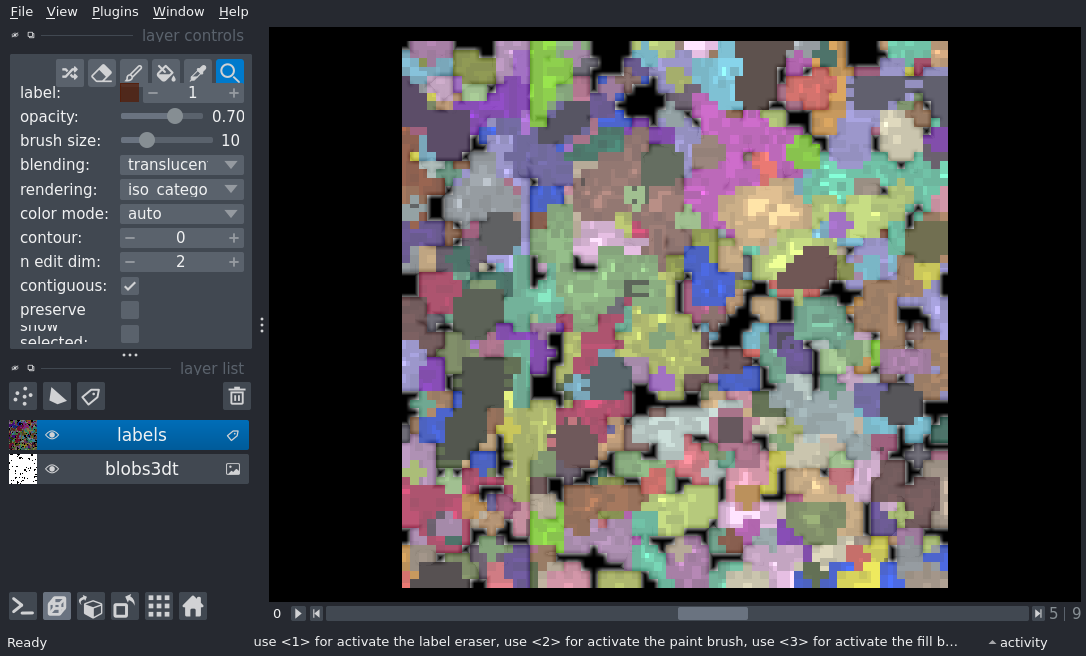 File View Plugins Window Help
layer controls
label: 1
opacity: 0.70
brush size: 10
blending: translucen
rendering: iso catego
color mode: auto
contour: 0
n edit dim: 2
contiguous:
preserve
show
selected:
layer list
labels
blobs3dt
0 5 | 9
Ready use <1> for activate the label eraser, use <2> for activate the paint brush, use <3> for activate the fill b... activity